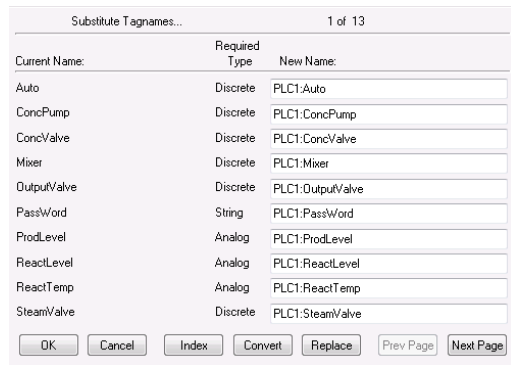 Substitute Tagnames... 1 of 13
Current Name: Required Type New Name:
Auto Discrete PLC1:Auto
ConcPump Discrete PLC1:ConcPump
ConcValve Discrete PLC1:ConcValve
Mixer Discrete PLC1:Mixer
OutputValve Discrete PLC1:OutputValve
PassWord String PLC1:PassWord
ProdLevel Analog PLC1:ProdLevel
ReactLevel Analog PLC1:ReactLevel
ReactTemp Analog PLC1:ReactTemp
SteamValve Discrete PLC1:SteamValve
OK Cancel Index Convert Replace Prev Page Next Page